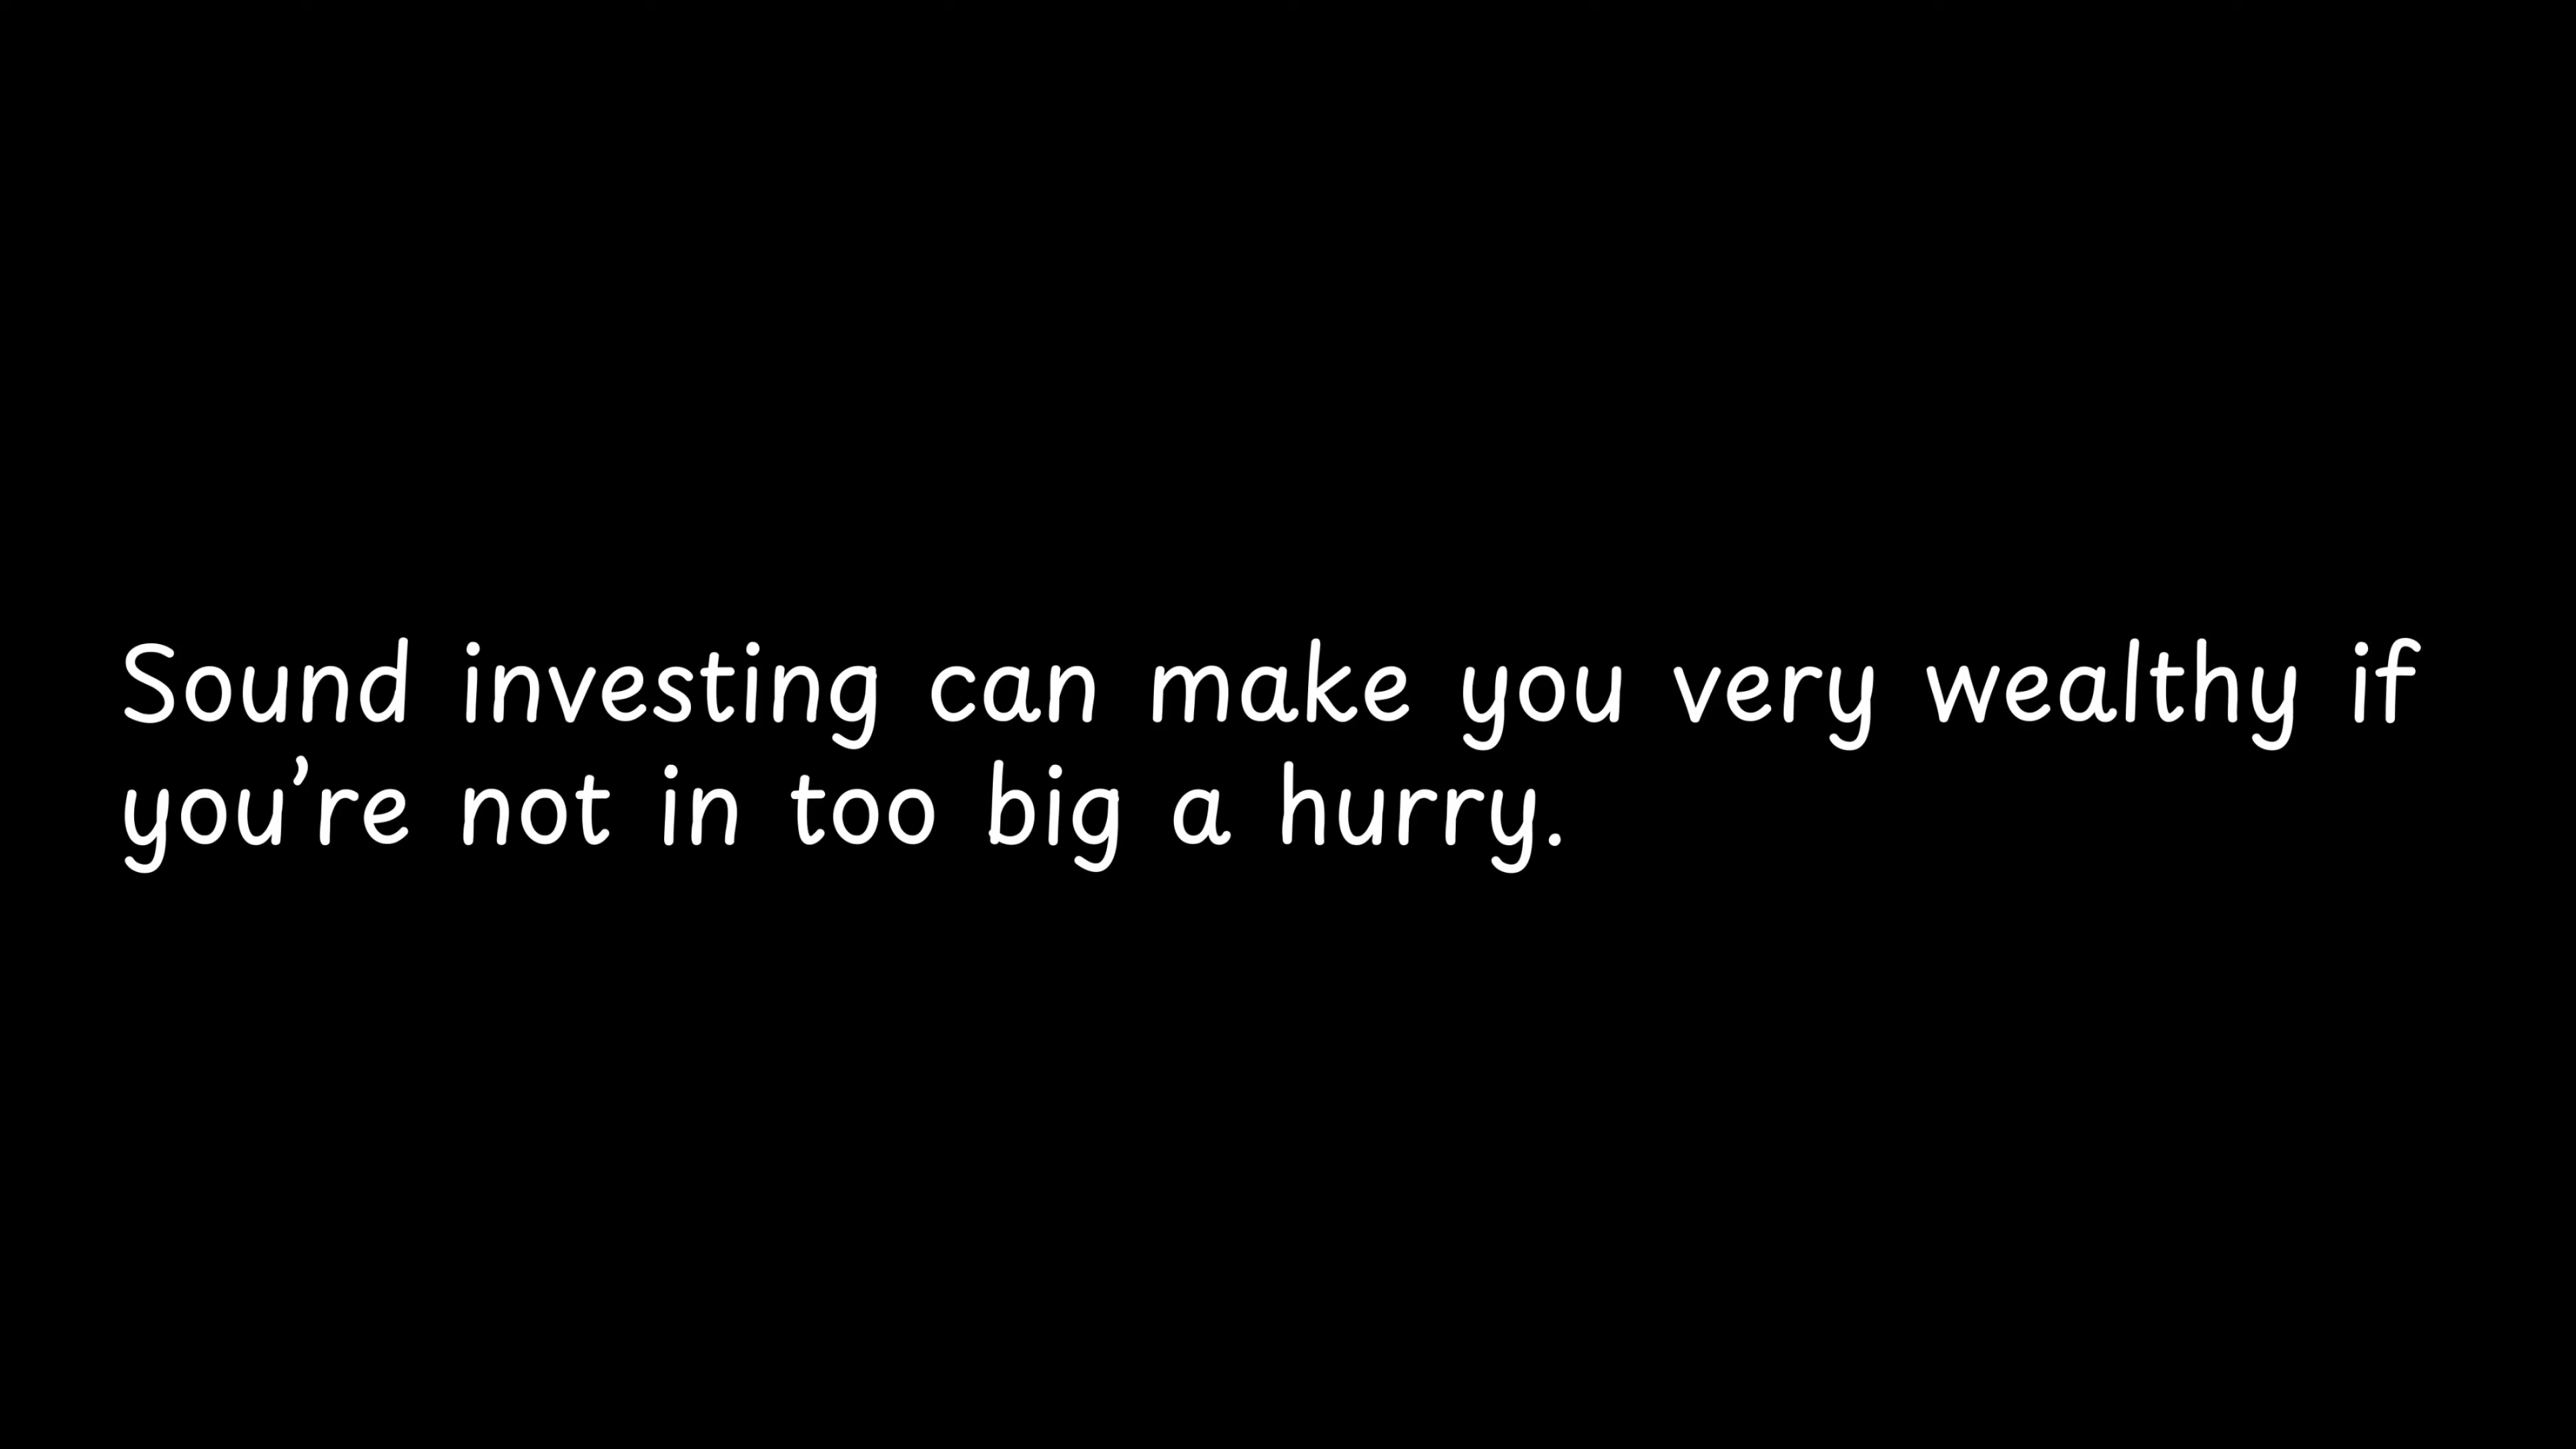 Sound investing can make you very wealthy if
you’re not in too big a hurry.